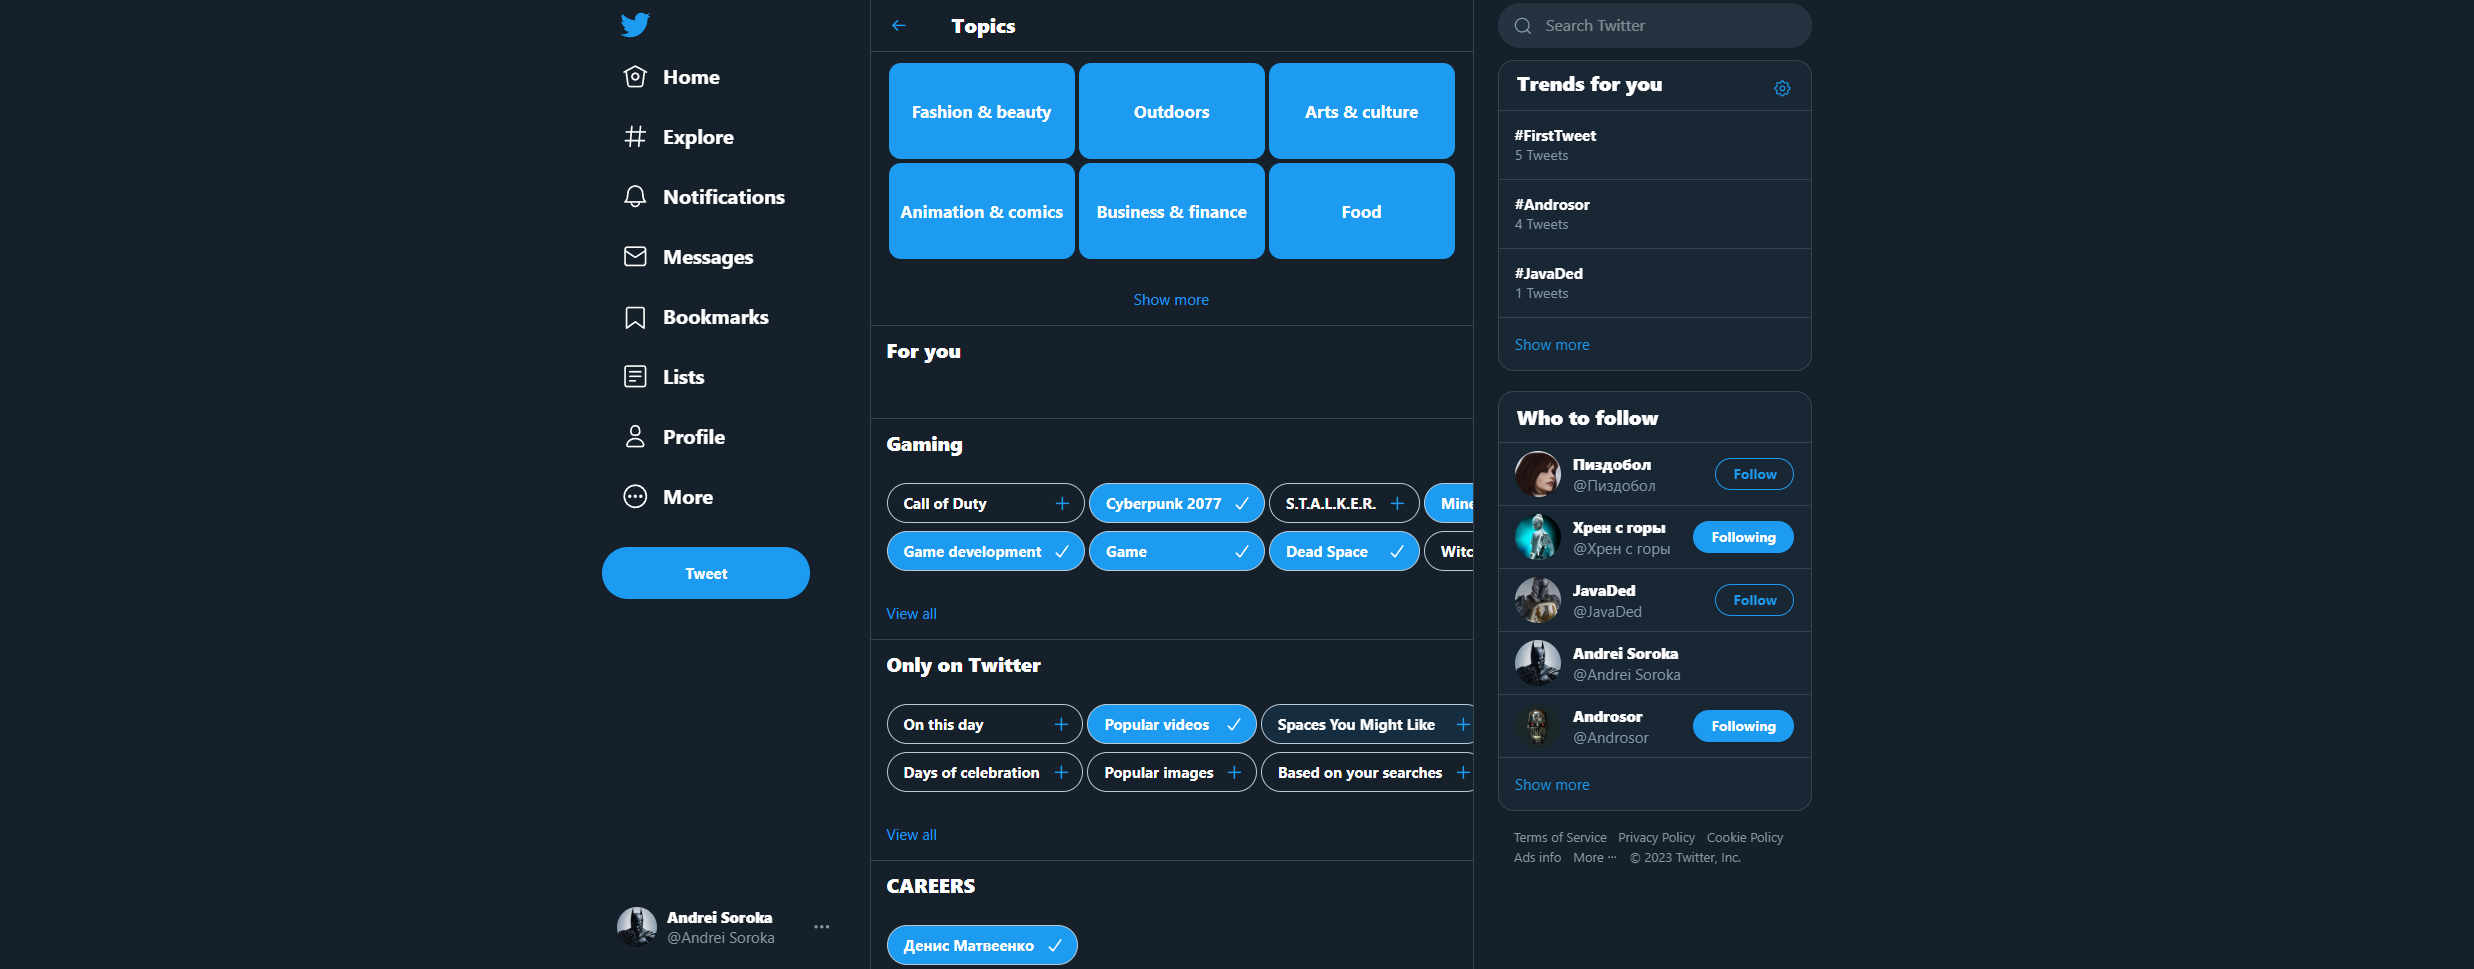 Home
Explore
Notifications
Messages
Bookmarks
Lists
Profile
More
Tweet
Andrei Soroka
@Andrei Soroka
Topics
Fashion & beauty
Outdoors
Arts & culture
Animation & comics
Business & finance
Food
Show more
For you
Gaming
Call of Duty
Cyberpunk 2077
S.T.A.L.K.E.R.
Mine
Game development
Game
Dead Space
Witc
View all
Only on Twitter
On this day
Popular videos
Spaces You Might Like
Days of celebration
Popular images
Based on your searches
View all
CAREERS
Денис Матвеенко
Search Twitter
Trends for you
#FirstTweet
5 Tweets
#Androsor
4 Tweets
#JavaDed
1 Tweets
Show more
Who to follow
Пиздобол
@Пиздобол
Follow
Хрен с горы
@Хрен с горы
Following
JavaDed
@JavaDed
Follow
Andrei Soroka
@Andrei Soroka
Androsor
@Androsor
Following
Show more
Terms of Service Privacy Policy Cookie Policy
Ads info More ··· © 2023 Twitter, Inc.